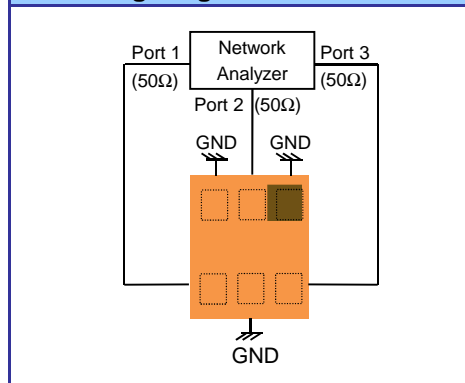 Port 1
Network
Analyzer
Port 3
(50Ω)
(50Ω)
Port 2
(50Ω)
GND
GND
GND